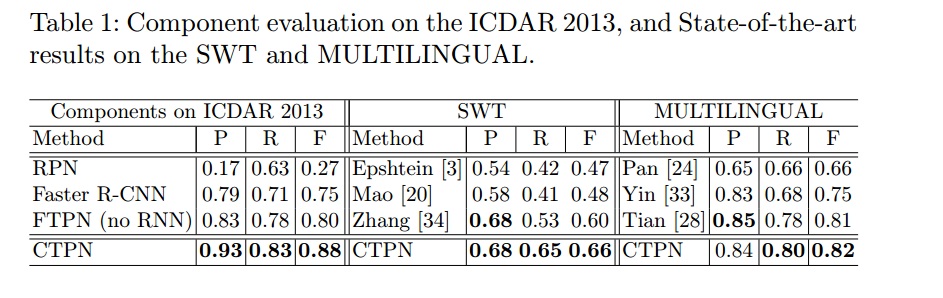 Table 1: Component evaluation on the ICDAR 2013, and State-of-the-art
results on the SWT and MULTILINGUAL.
Components on ICDAR 2013 SWT MULTILINGUAL
Method P R F Method P R F Method P R F
RPN 0.17 0.63 0.27 Epshtein [3] 0.54 0.42 0.47 Pan [24] 0.65 0.66 0.66
Faster R-CNN 0.79 0.71 0.75 Mao [20] 0.58 0.41 0.48 Yin [33] 0.83 0.68 0.75
FTPN (no RNN) 0.83 0.78 0.80 Zhang [34] 0.68 0.53 0.60 Tian [28] 0.85 0.78 0.81
CTPN 0.93 0.83 0.88 CTPN 0.68 0.65 0.66 CTPN 0.84 0.80 0.82